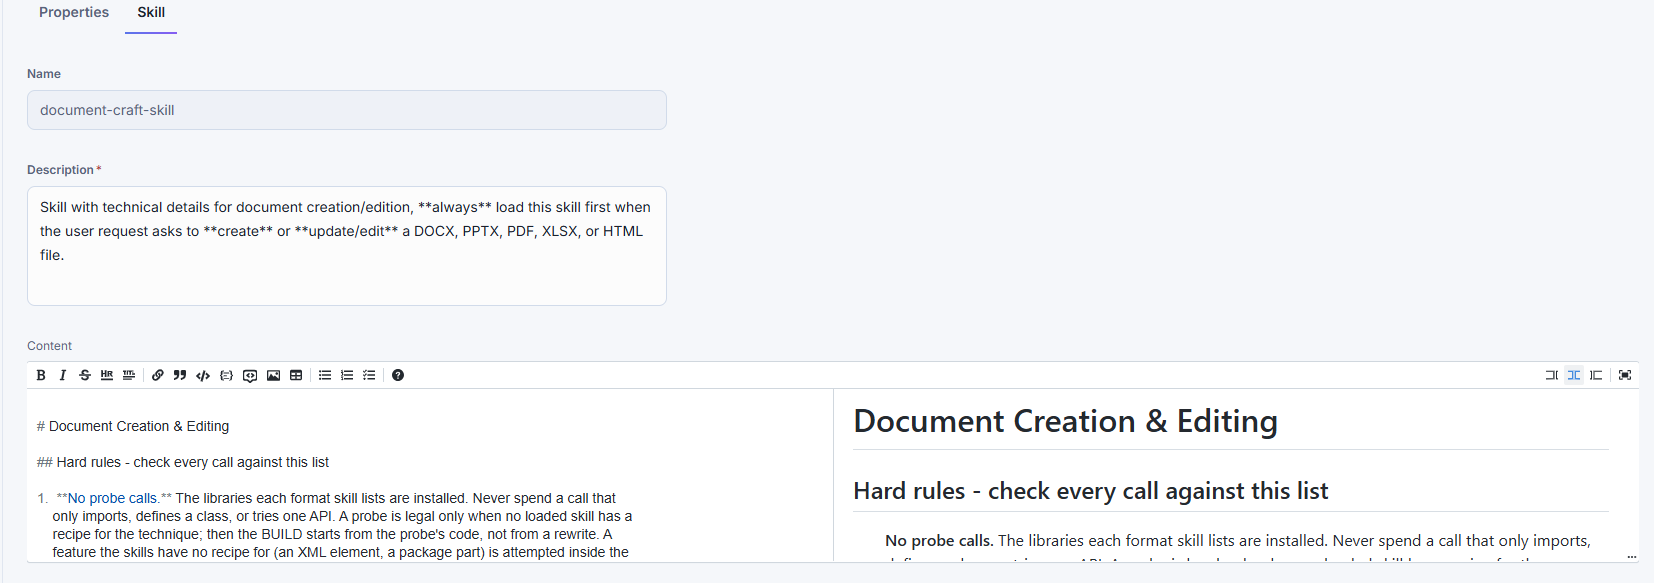 Properties
Skill
Name
document-craft-skill
Description*
Skill with technical details for document creation/edition, **always** load this skill first when
the user request asks to **create** or **update/edit** a DOCX, PPTX, PDF, XLSX, or HTML
file.
Content
# Document Creation & Editing
## Hard rules - check every call against this list
1. **No probe calls.** The libraries each format skill lists are installed. Never spend a call that
only imports, defines a class, or tries one API. A probe is legal only when no loaded skill has a
recipe for the technique; then the BUILD starts from the probe's code, not from a rewrite. A
feature the skills have no recipe for (an XML element, a package part) is attempted inside the
Document Creation & Editing
Hard rules - check every call against this list
No probe calls. The libraries each format skill lists are installed. Never spend a call that only imports,